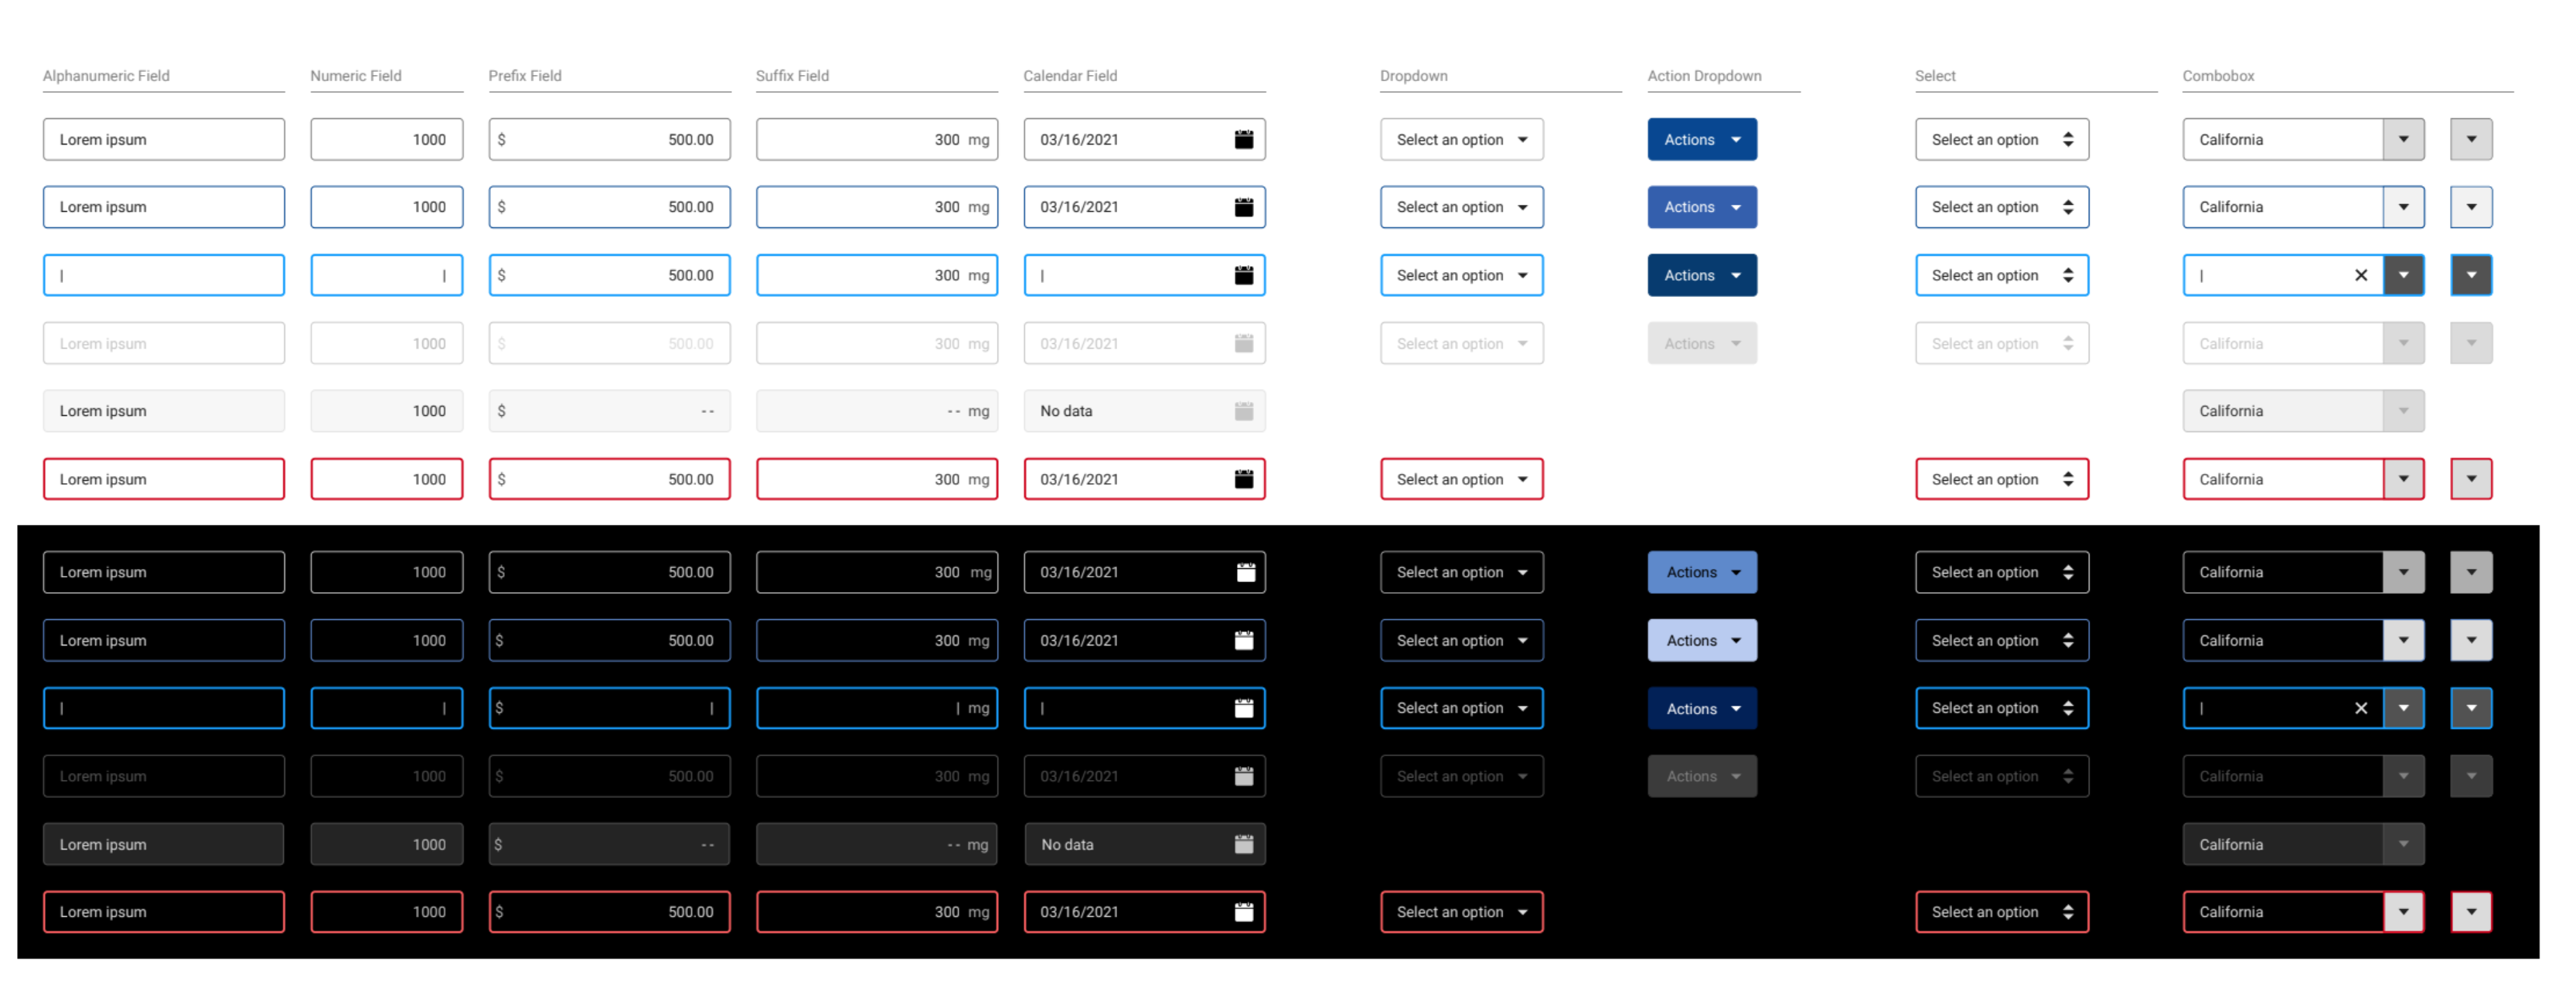 Alphanumeric Field Numeric Field Prefix Field Suffix Field Calendar Field Dropdown Action Dropdown Select Combobox
Lorem ipsum 1000 $ 500.00 300 mg 03/16/2021 Select an option Actions Select an option California
Lorem ipsum 1000 $ 500.00 300 mg 03/16/2021 Select an option Actions Select an option California
$ 500.00 300 mg Select an option Actions Select an option
Lorem ipsum 1000 $ 500.00 300 mg 03/16/2021 Select an option Actions Select an option California
Lorem ipsum 1000 $ -- -- mg No data California
Lorem ipsum 1000 $ 500.00 300 mg 03/16/2021 Select an option Select an option California
Lorem ipsum 1000 $ 500.00 300 mg 03/16/2021 Select an option Actions Select an option California
Lorem ipsum 1000 $ 500.00 300 mg 03/16/2021 Select an option Actions Select an option California
$ mg Select an option Actions Select an option
Lorem ipsum 1000 $ 500.00 300 mg 03/16/2021 Select an option Actions Select an option California
Lorem ipsum 1000 $ -- -- mg No data California
Lorem ipsum 1000 $ 500.00 300 mg 03/16/2021 Select an option Select an option California